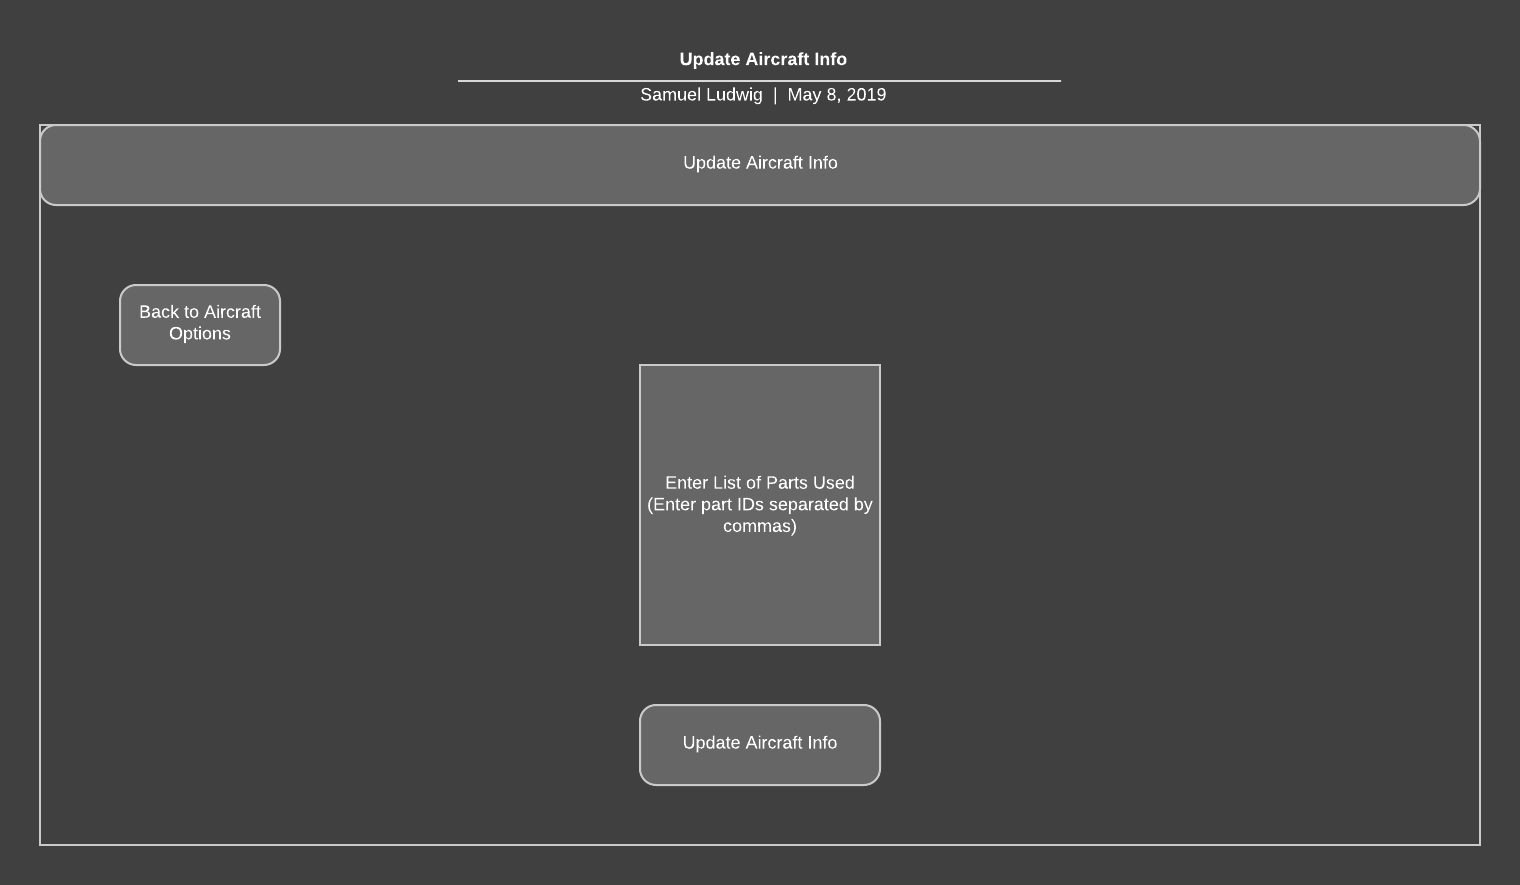 Update Aircraft Info
Samuel Ludwig | May 8, 2019
Update Aircraft Info
Back to Aircraft
Options
Enter List of Parts Used
(Enter part IDs separated by
commas)
Update Aircraft Info